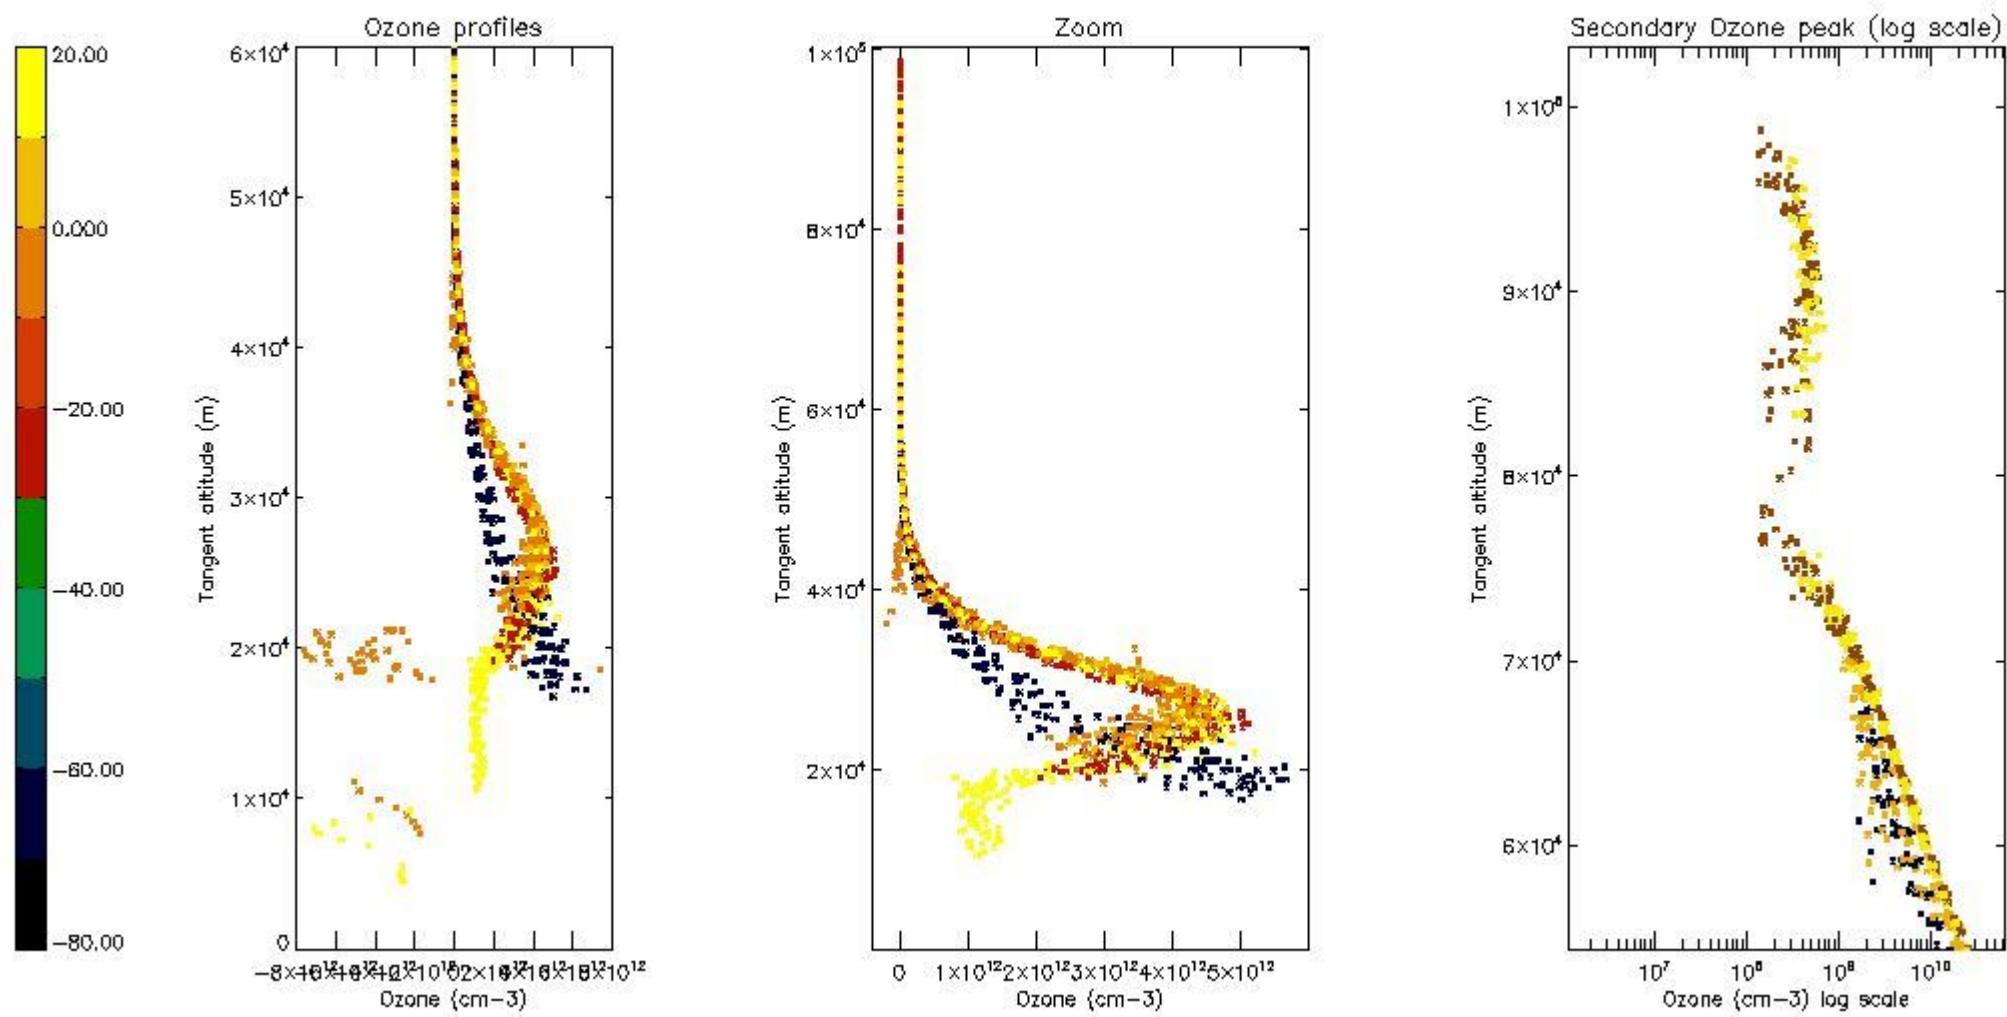 Ozone profiles
Zoom
Secondary Ozone peak (log scale)
20.00
0.000
−20.00
−40.00
−60.00
−80.00
6×10⁴
5×10⁴
4×10⁴
3×10⁴
2×10⁴
1×10⁴
0
Tangent altitude (m)
Ozone (cm−3)
1×10⁵
8×10⁴
6×10⁴
4×10⁴
2×10⁴
Tangent altitude (m)
0 1×10¹² 2×10¹² 3×10¹² 4×10¹² 5×10¹²
Ozone (cm−3)
9×10⁴
8×10⁴
7×10⁴
6×10⁴
Tangent altitude (m)
10⁷ 10⁸ 10⁹ 10¹⁰
Ozone (cm−3) log scale